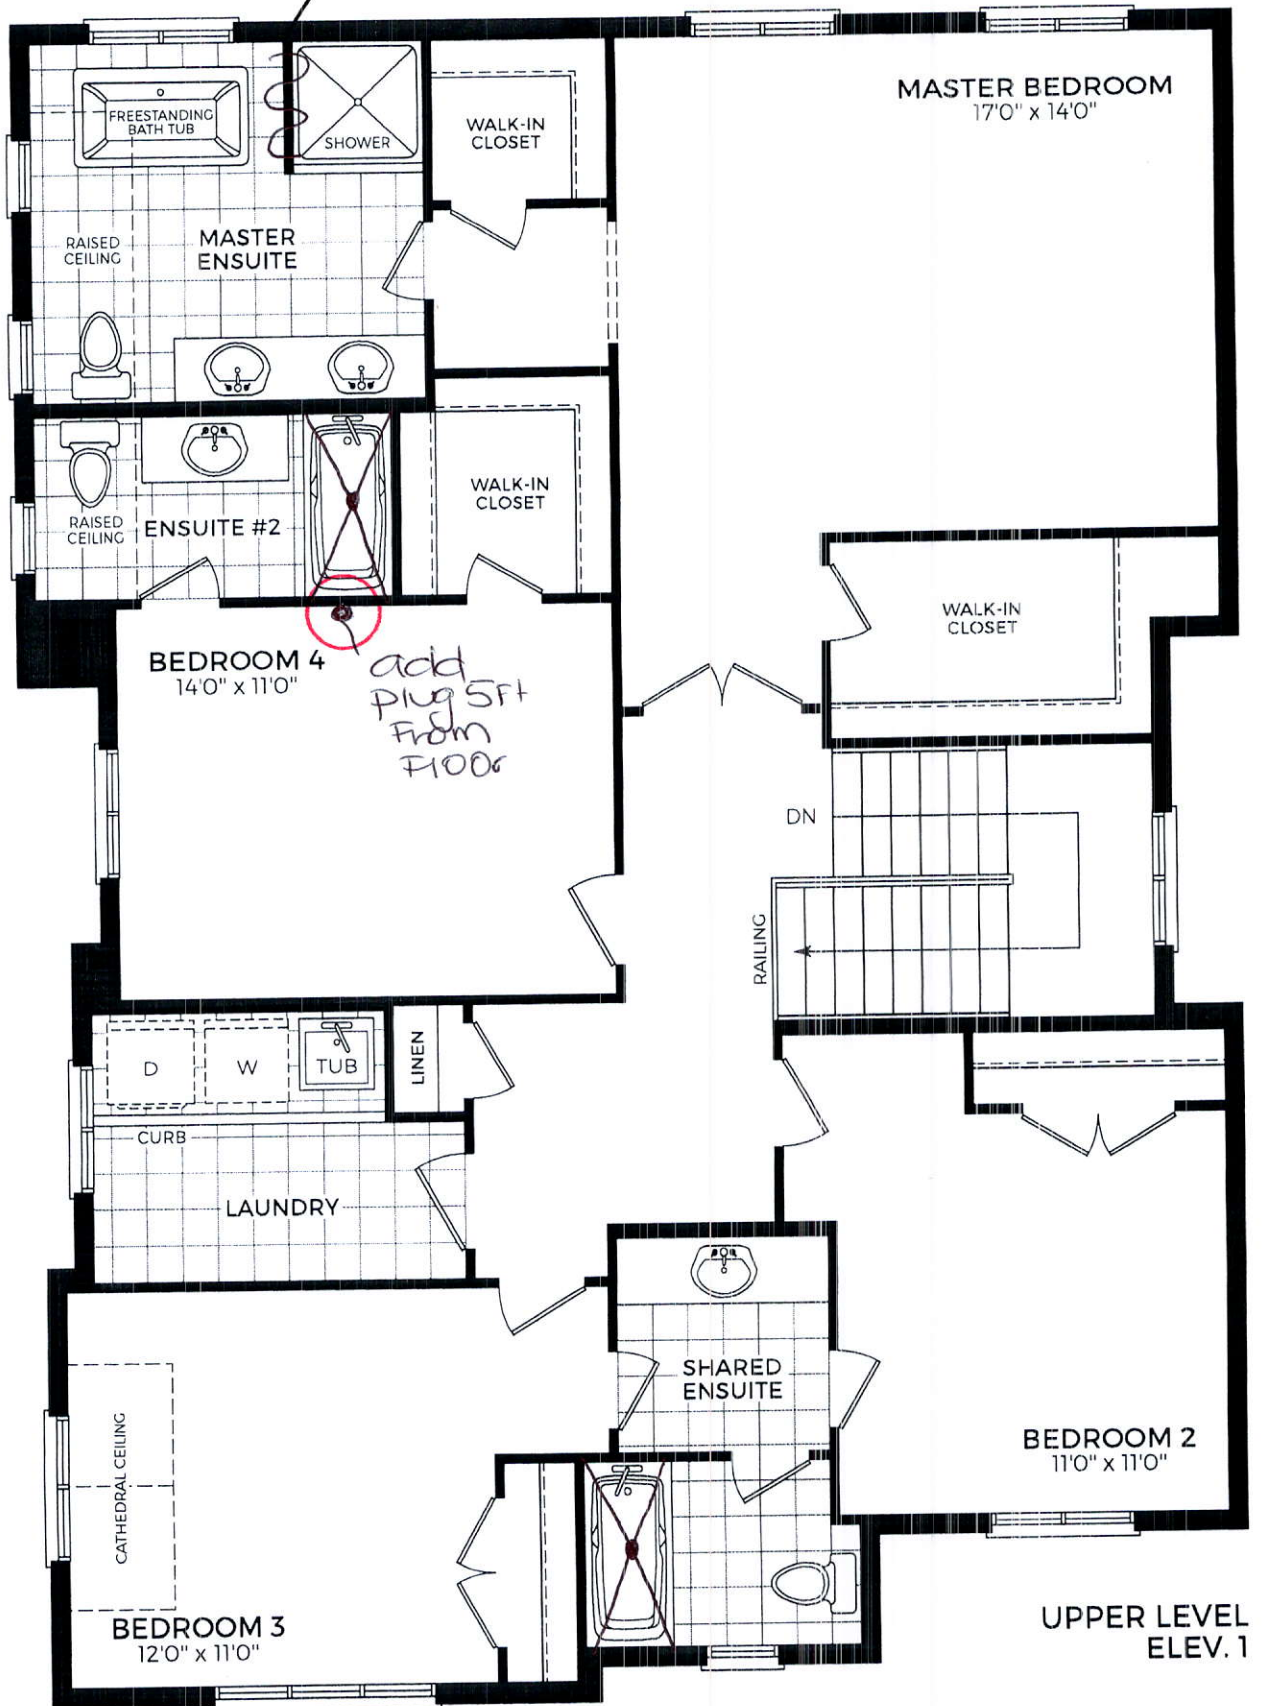 MASTER BEDROOM
17'0" x 14'0"
FREESTANDING
BATH TUB
SHOWER
WALK-IN
CLOSET
RAISED
CEILING
MASTER
ENSUITE
WALK-IN
CLOSET
RAISED
CEILING
ENSUITE #2
WALK-IN
CLOSET
BEDROOM 4
14'0" x 11'0"
add
plug 5Ft
From
Floor
DN
RAILING
D
W
TUB
LINEN
CURB
LAUNDRY
SHARED
ENSUITE
CATHEDRAL CEILING
BEDROOM 2
11'0" x 11'0"
BEDROOM 3
12'0" x 11'0"
UPPER LEVEL
ELEV. 1